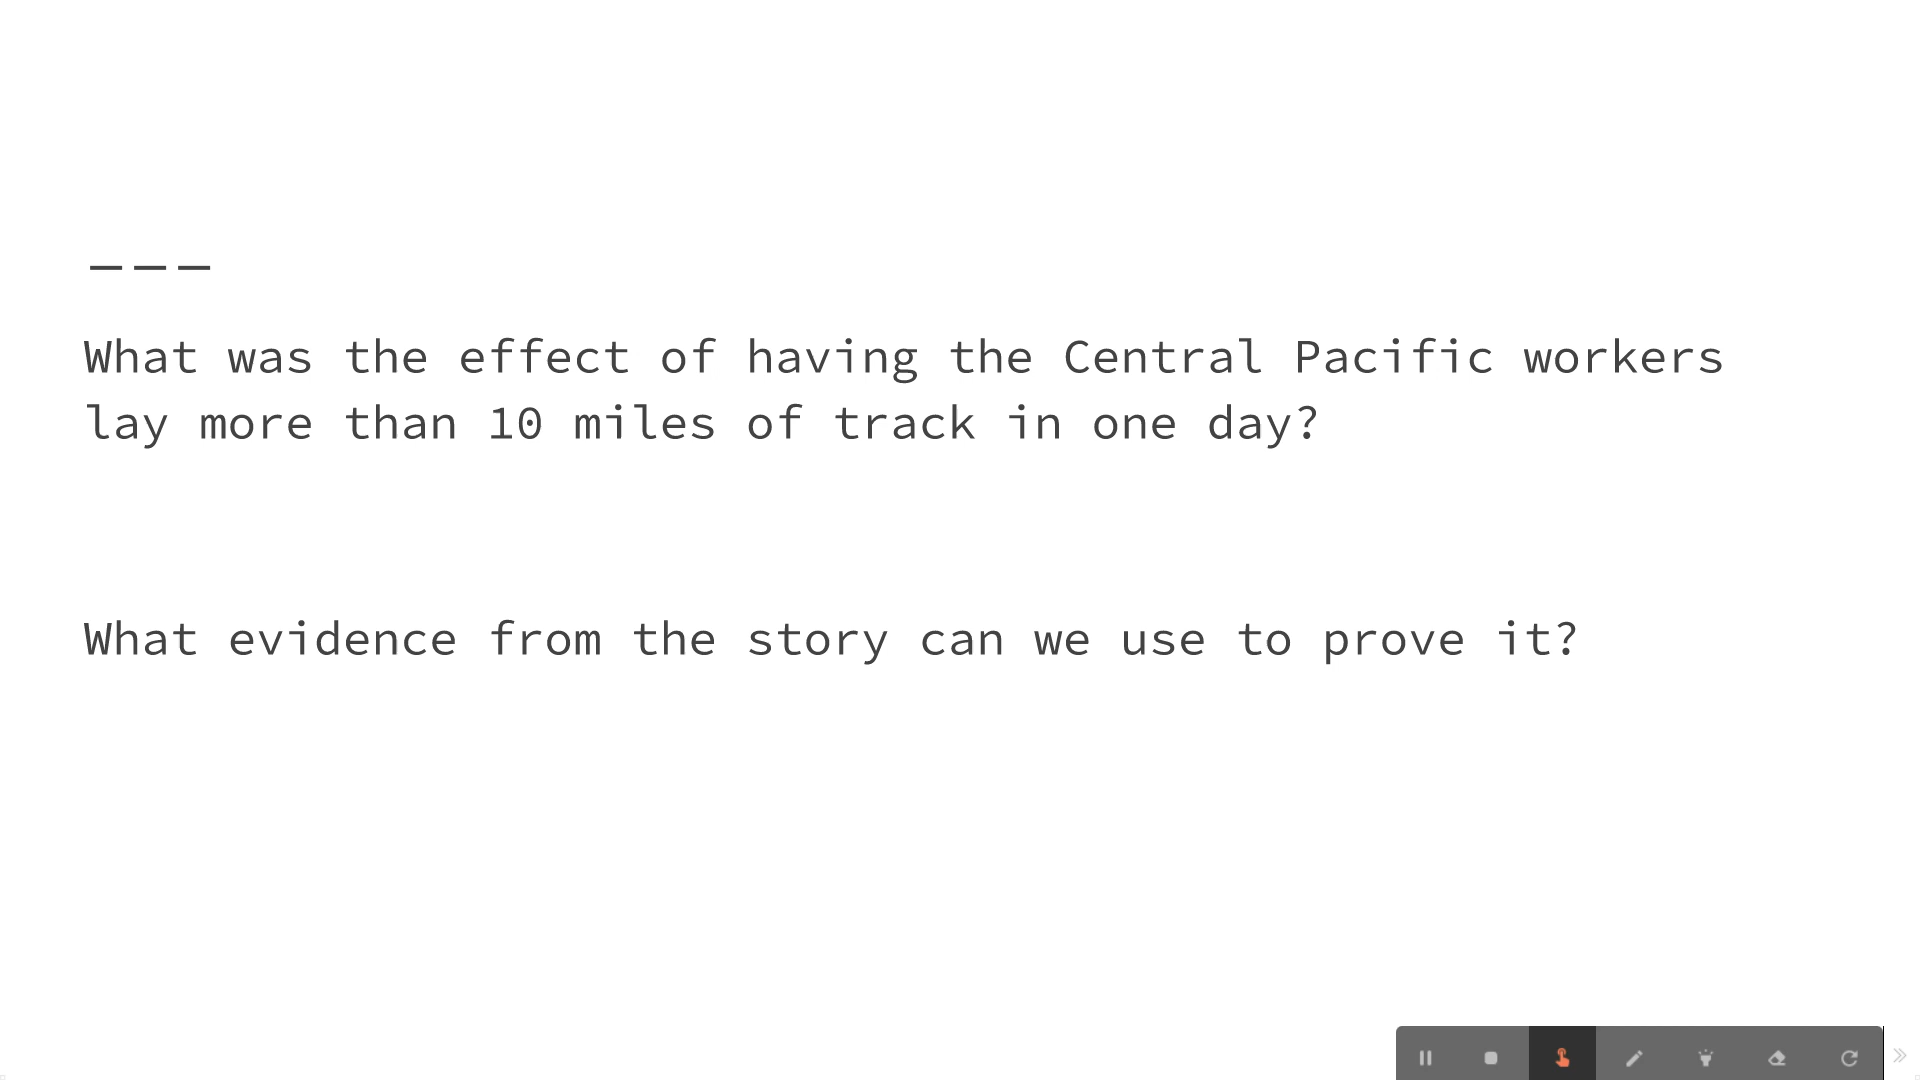 ———
What was the effect of having the Central Pacific workers
lay more than 10 miles of track in one day?
What evidence from the story can we use to prove it?